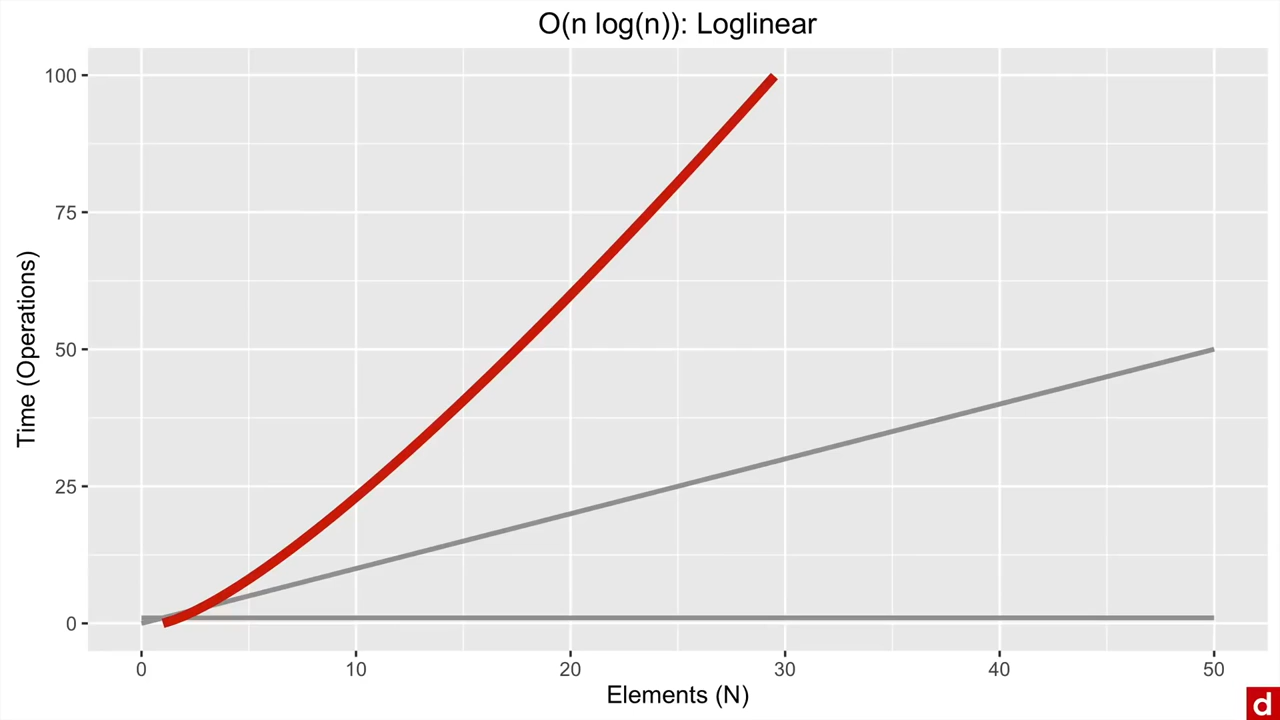 O(n log(n)): Loglinear
100
75
50
25
0
Time (Operations)
0 10 20 30 40 50
Elements (N)
d